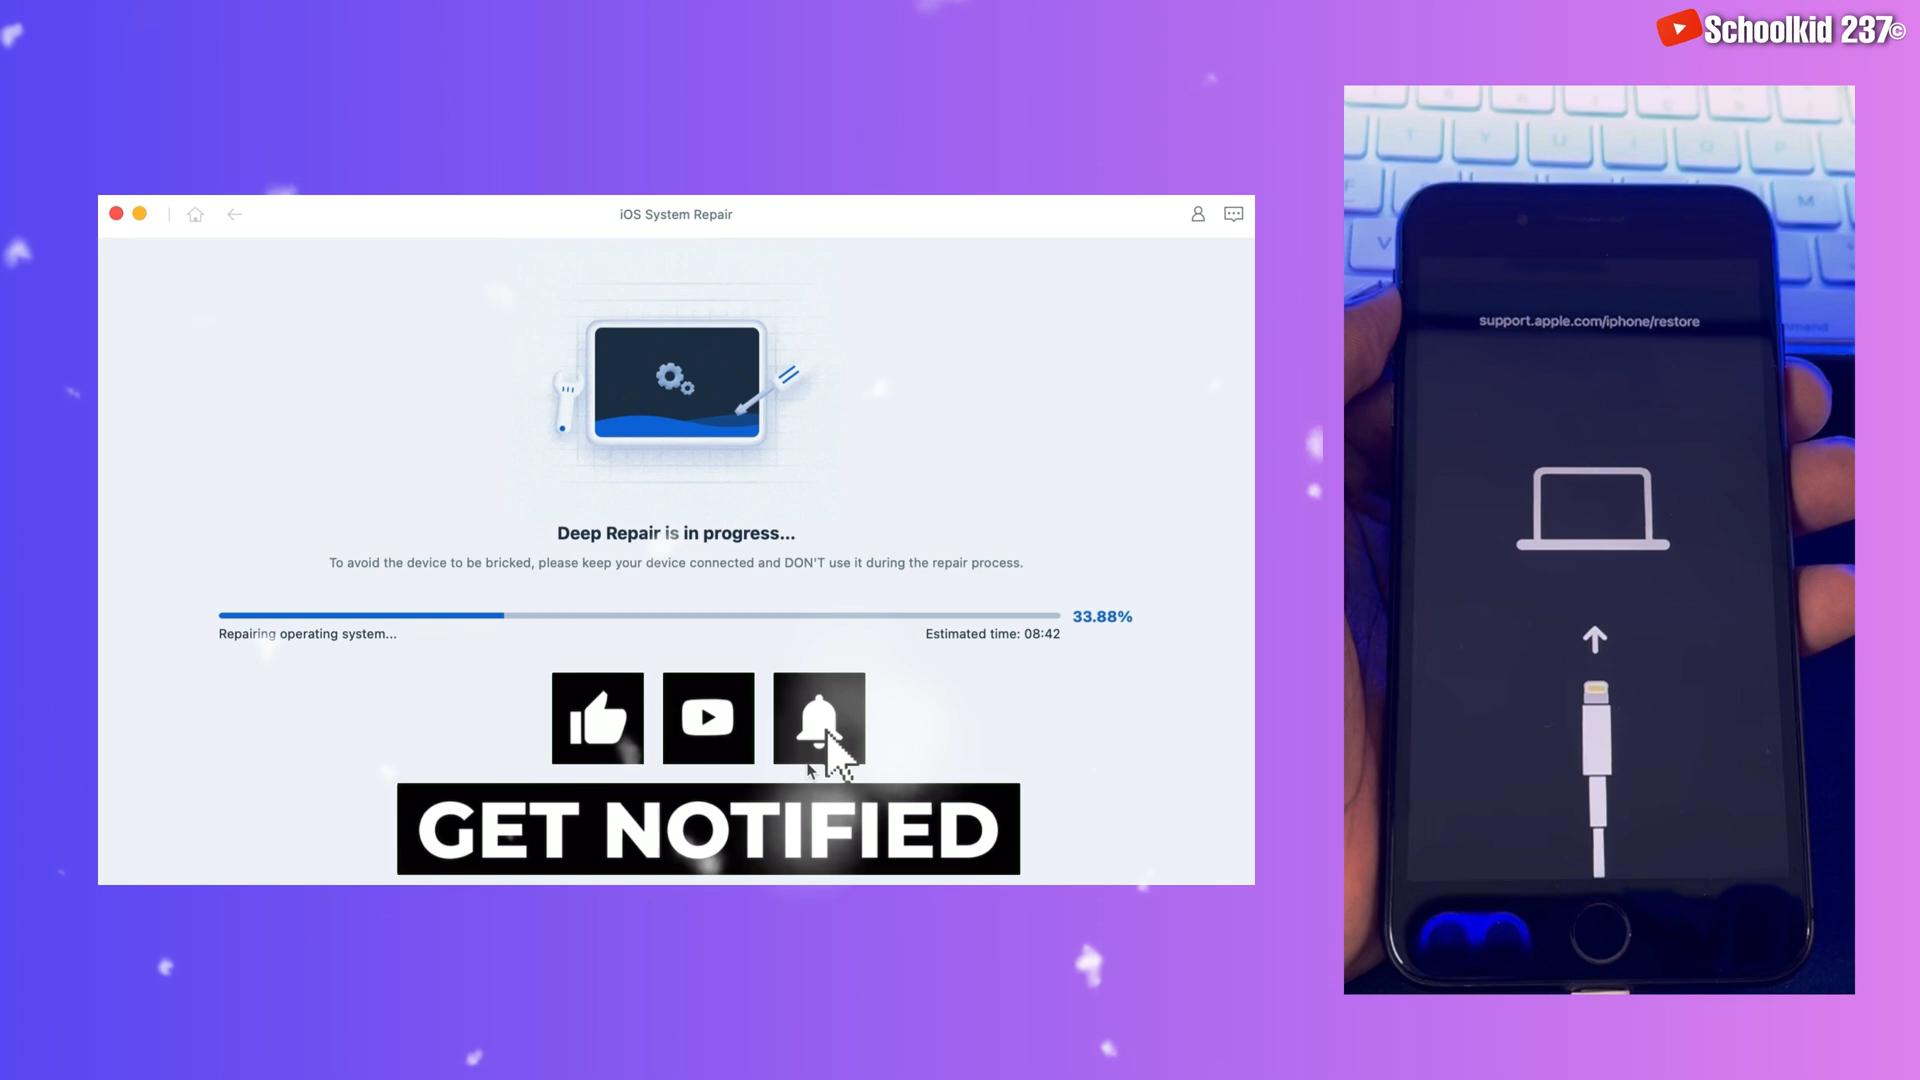 Schoolkid 237©
iOS System Repair
support.apple.com/iphone/restore
Deep Repair is in progress...
To avoid the device to be bricked, please keep your device connected and DON'T use it during the repair process.
33.88%
Repairing operating system...
Estimated time: 08:42
GET NOTIFIED
T Y U I O P
M
V